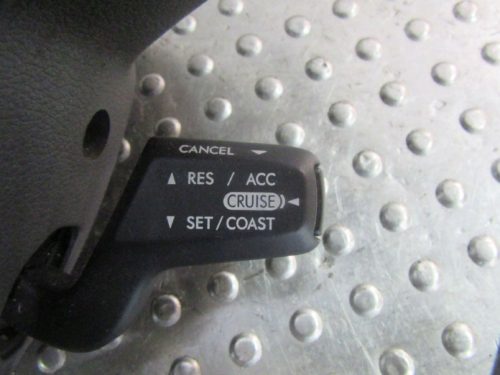 CANCEL ▼
▲ RES / ACC
CRUISE ◄
▼ SET / COAST